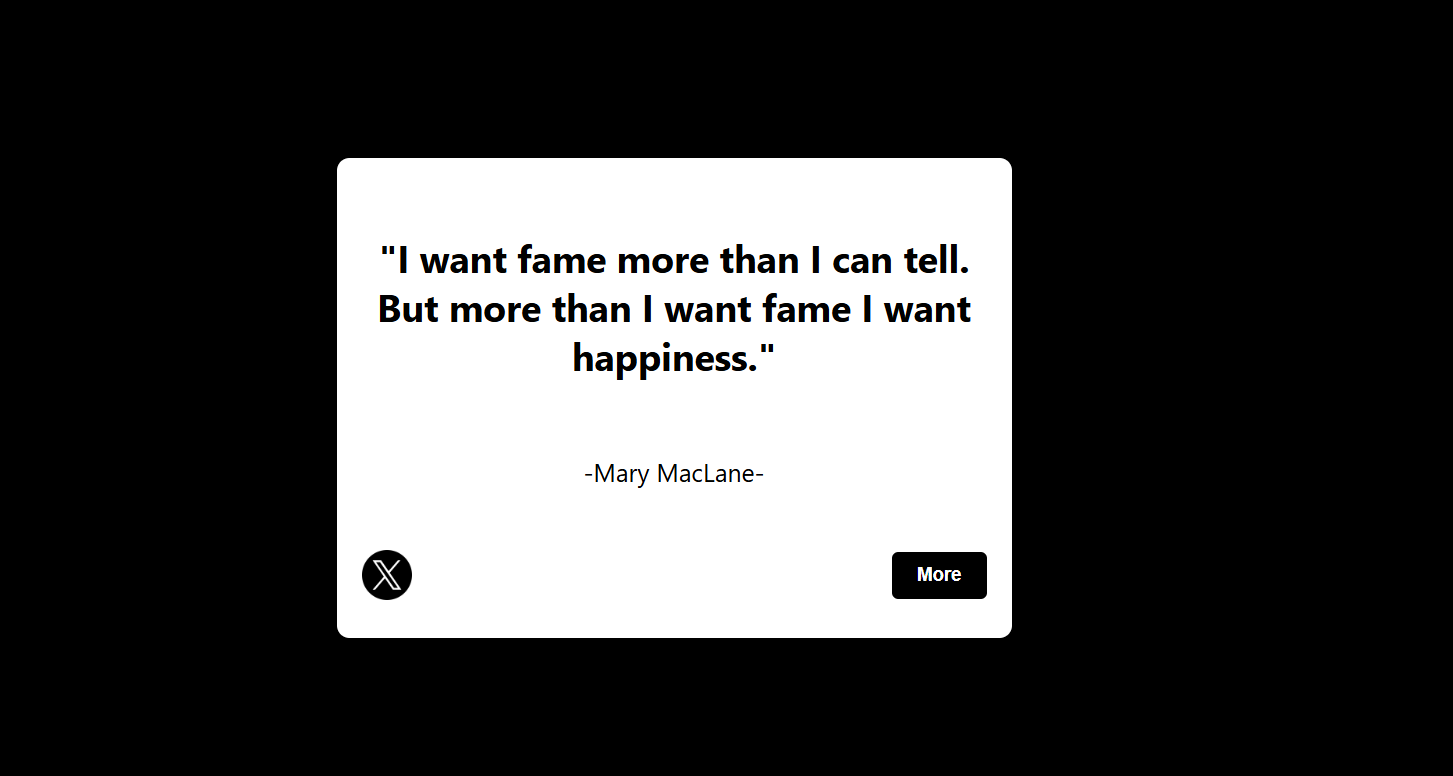 "I want fame more than I can tell.
But more than I want fame I want
happiness."
-Mary MacLane-
More